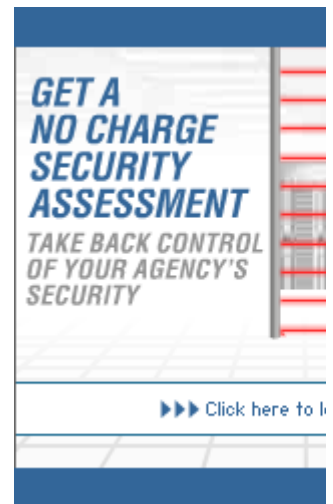 GET A
NO CHARGE
SECURITY
ASSESSMENT
TAKE BACK CONTROL
OF YOUR AGENCY'S
SECURITY
Click here to